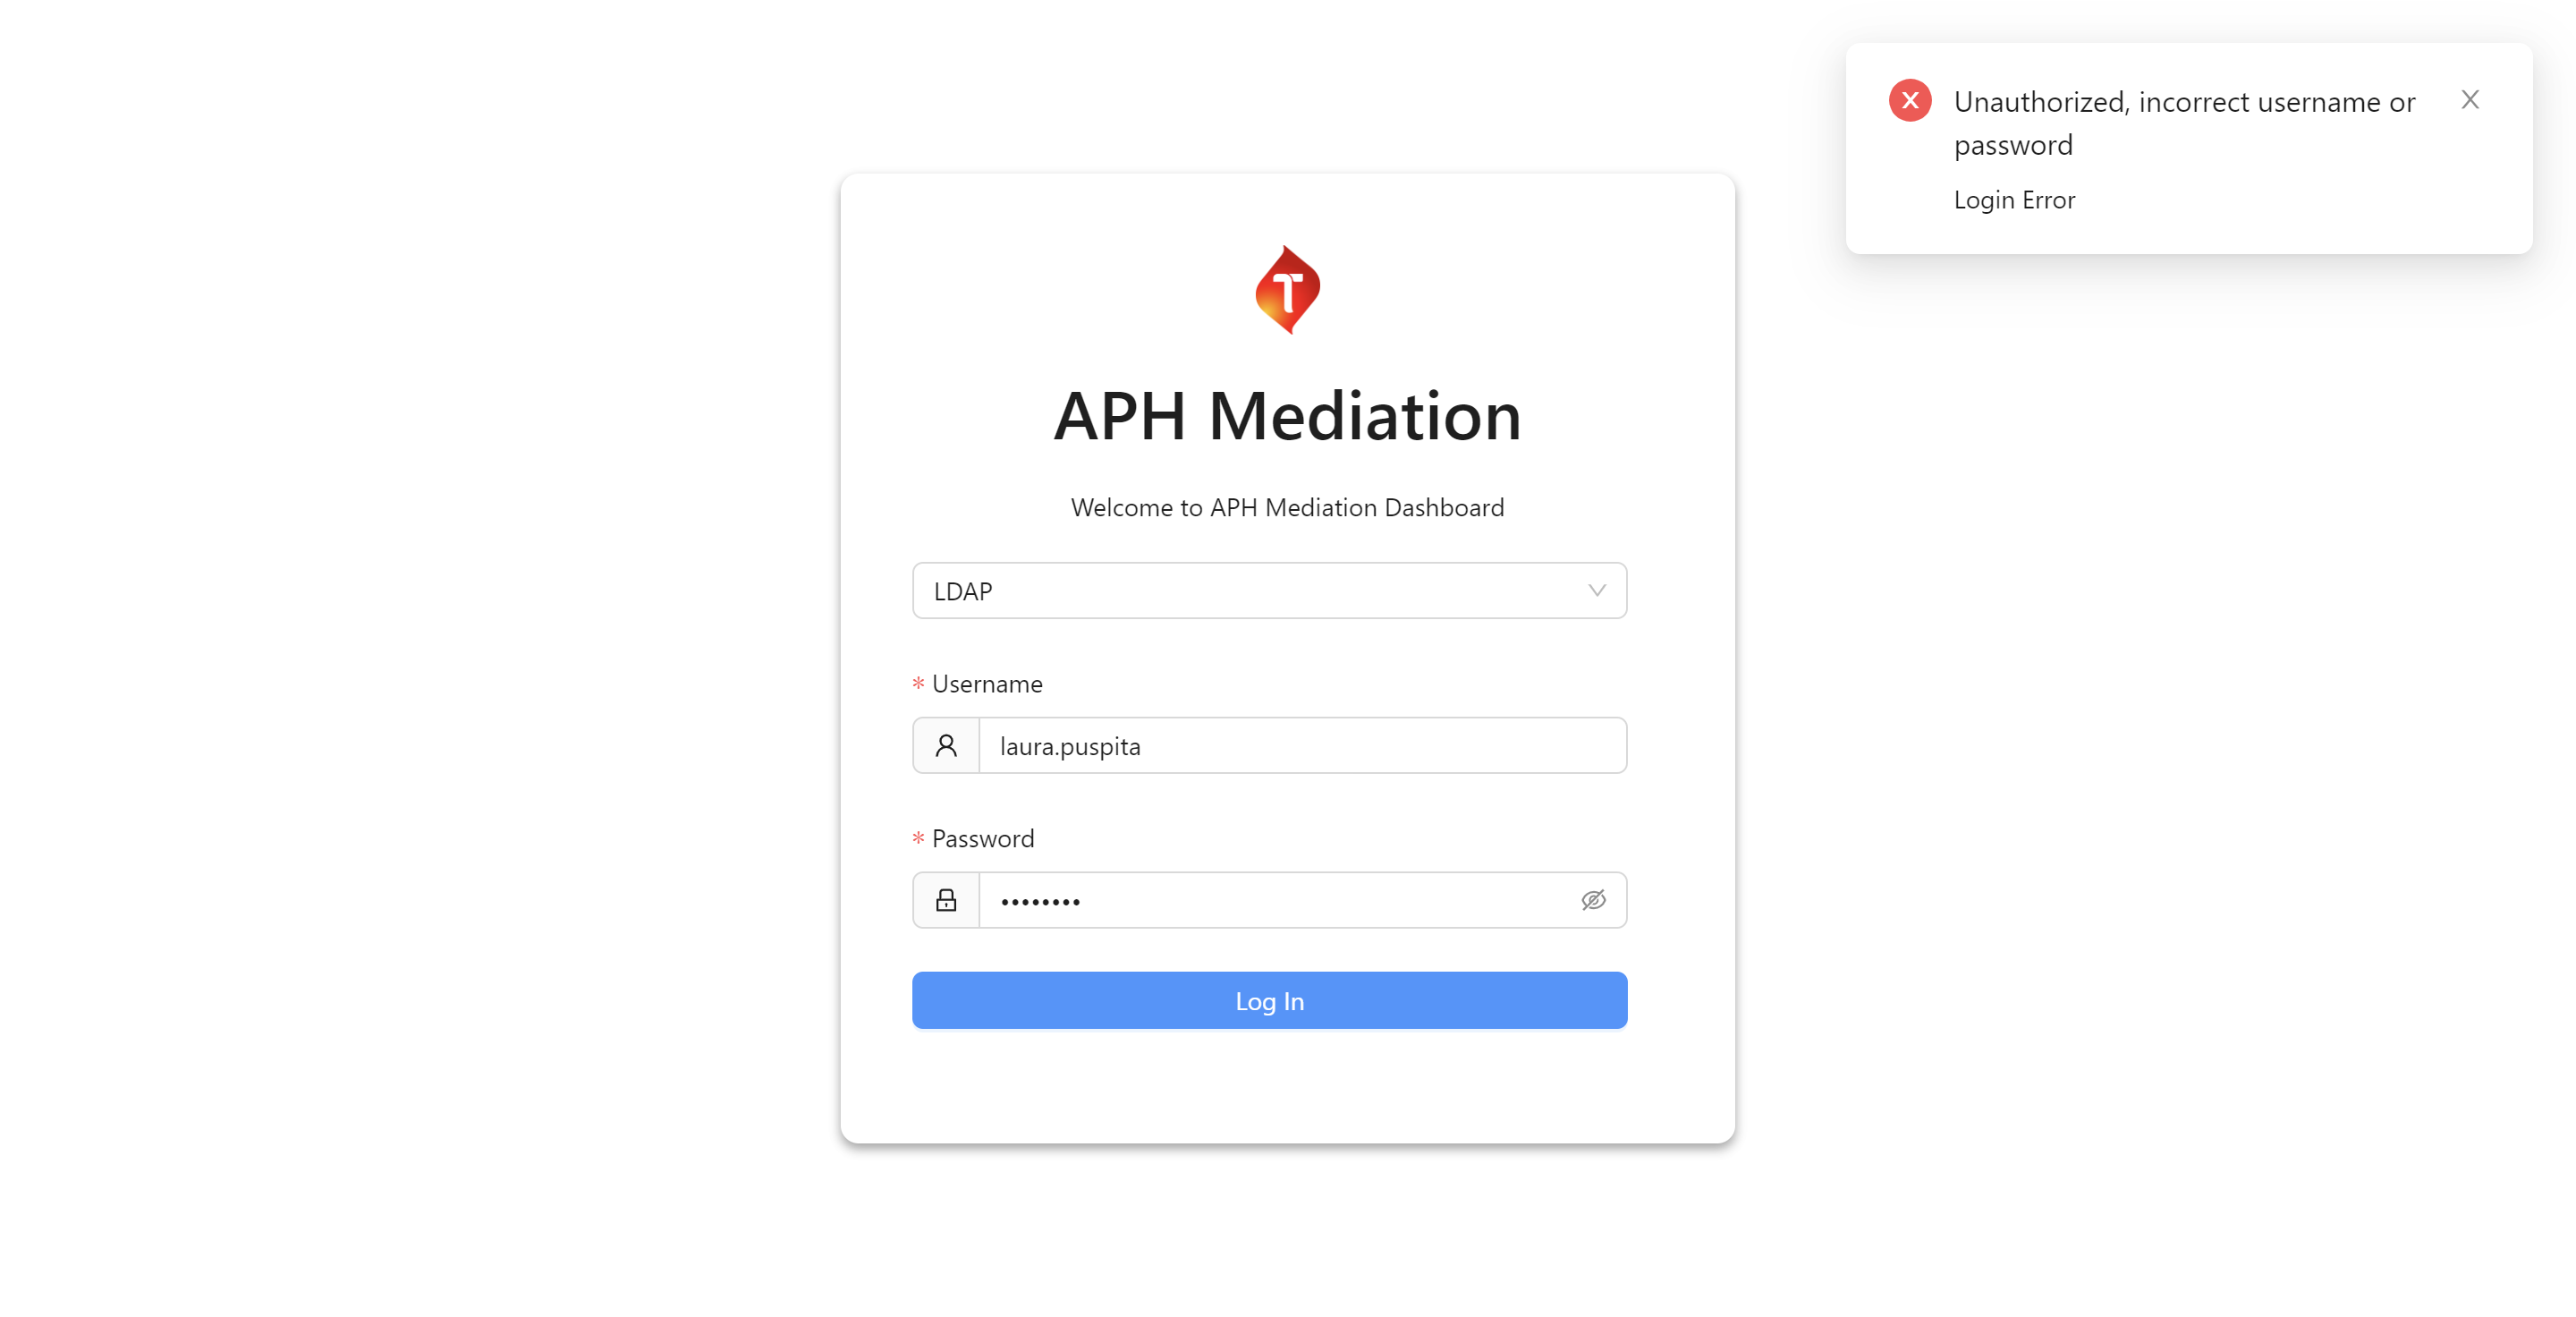 Unauthorized, incorrect username or
password
Login Error
T
APH Mediation
Welcome to APH Mediation Dashboard
LDAP
* Username
laura.puspita
* Password
••••••••
Log In